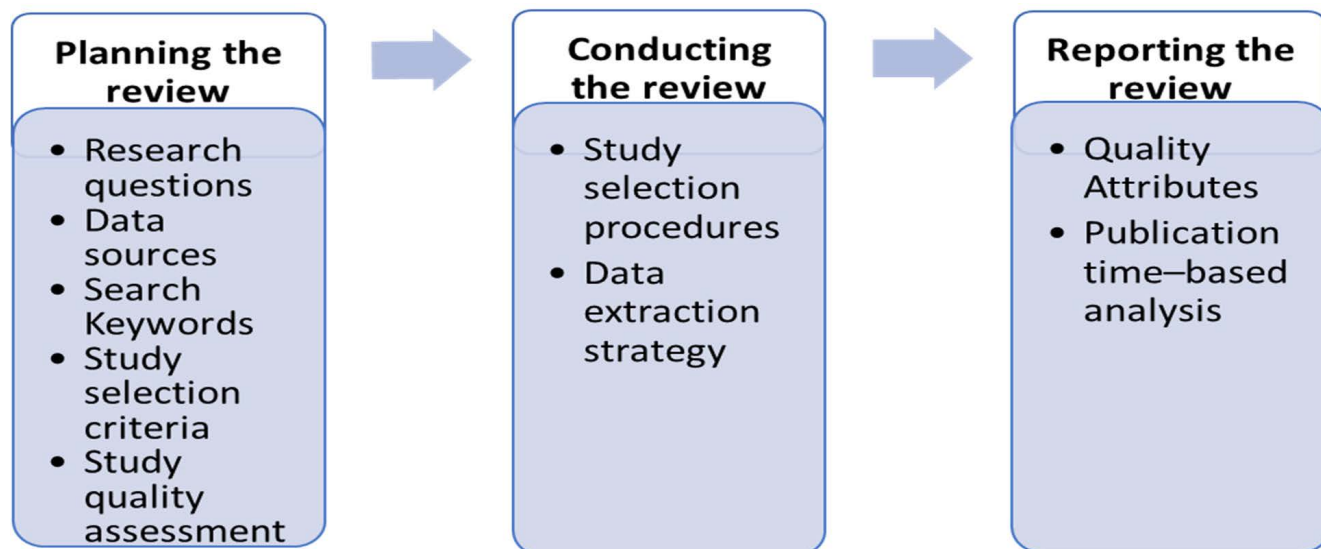 Planning the
review
• Research
questions
• Data
sources
• Search
Keywords
• Study
selection
criteria
• Study
quality
assessment
Conducting
the review
• Study
selection
procedures
• Data
extraction
strategy
Reporting the
review
• Quality
Attributes
• Publication
time–based
analysis